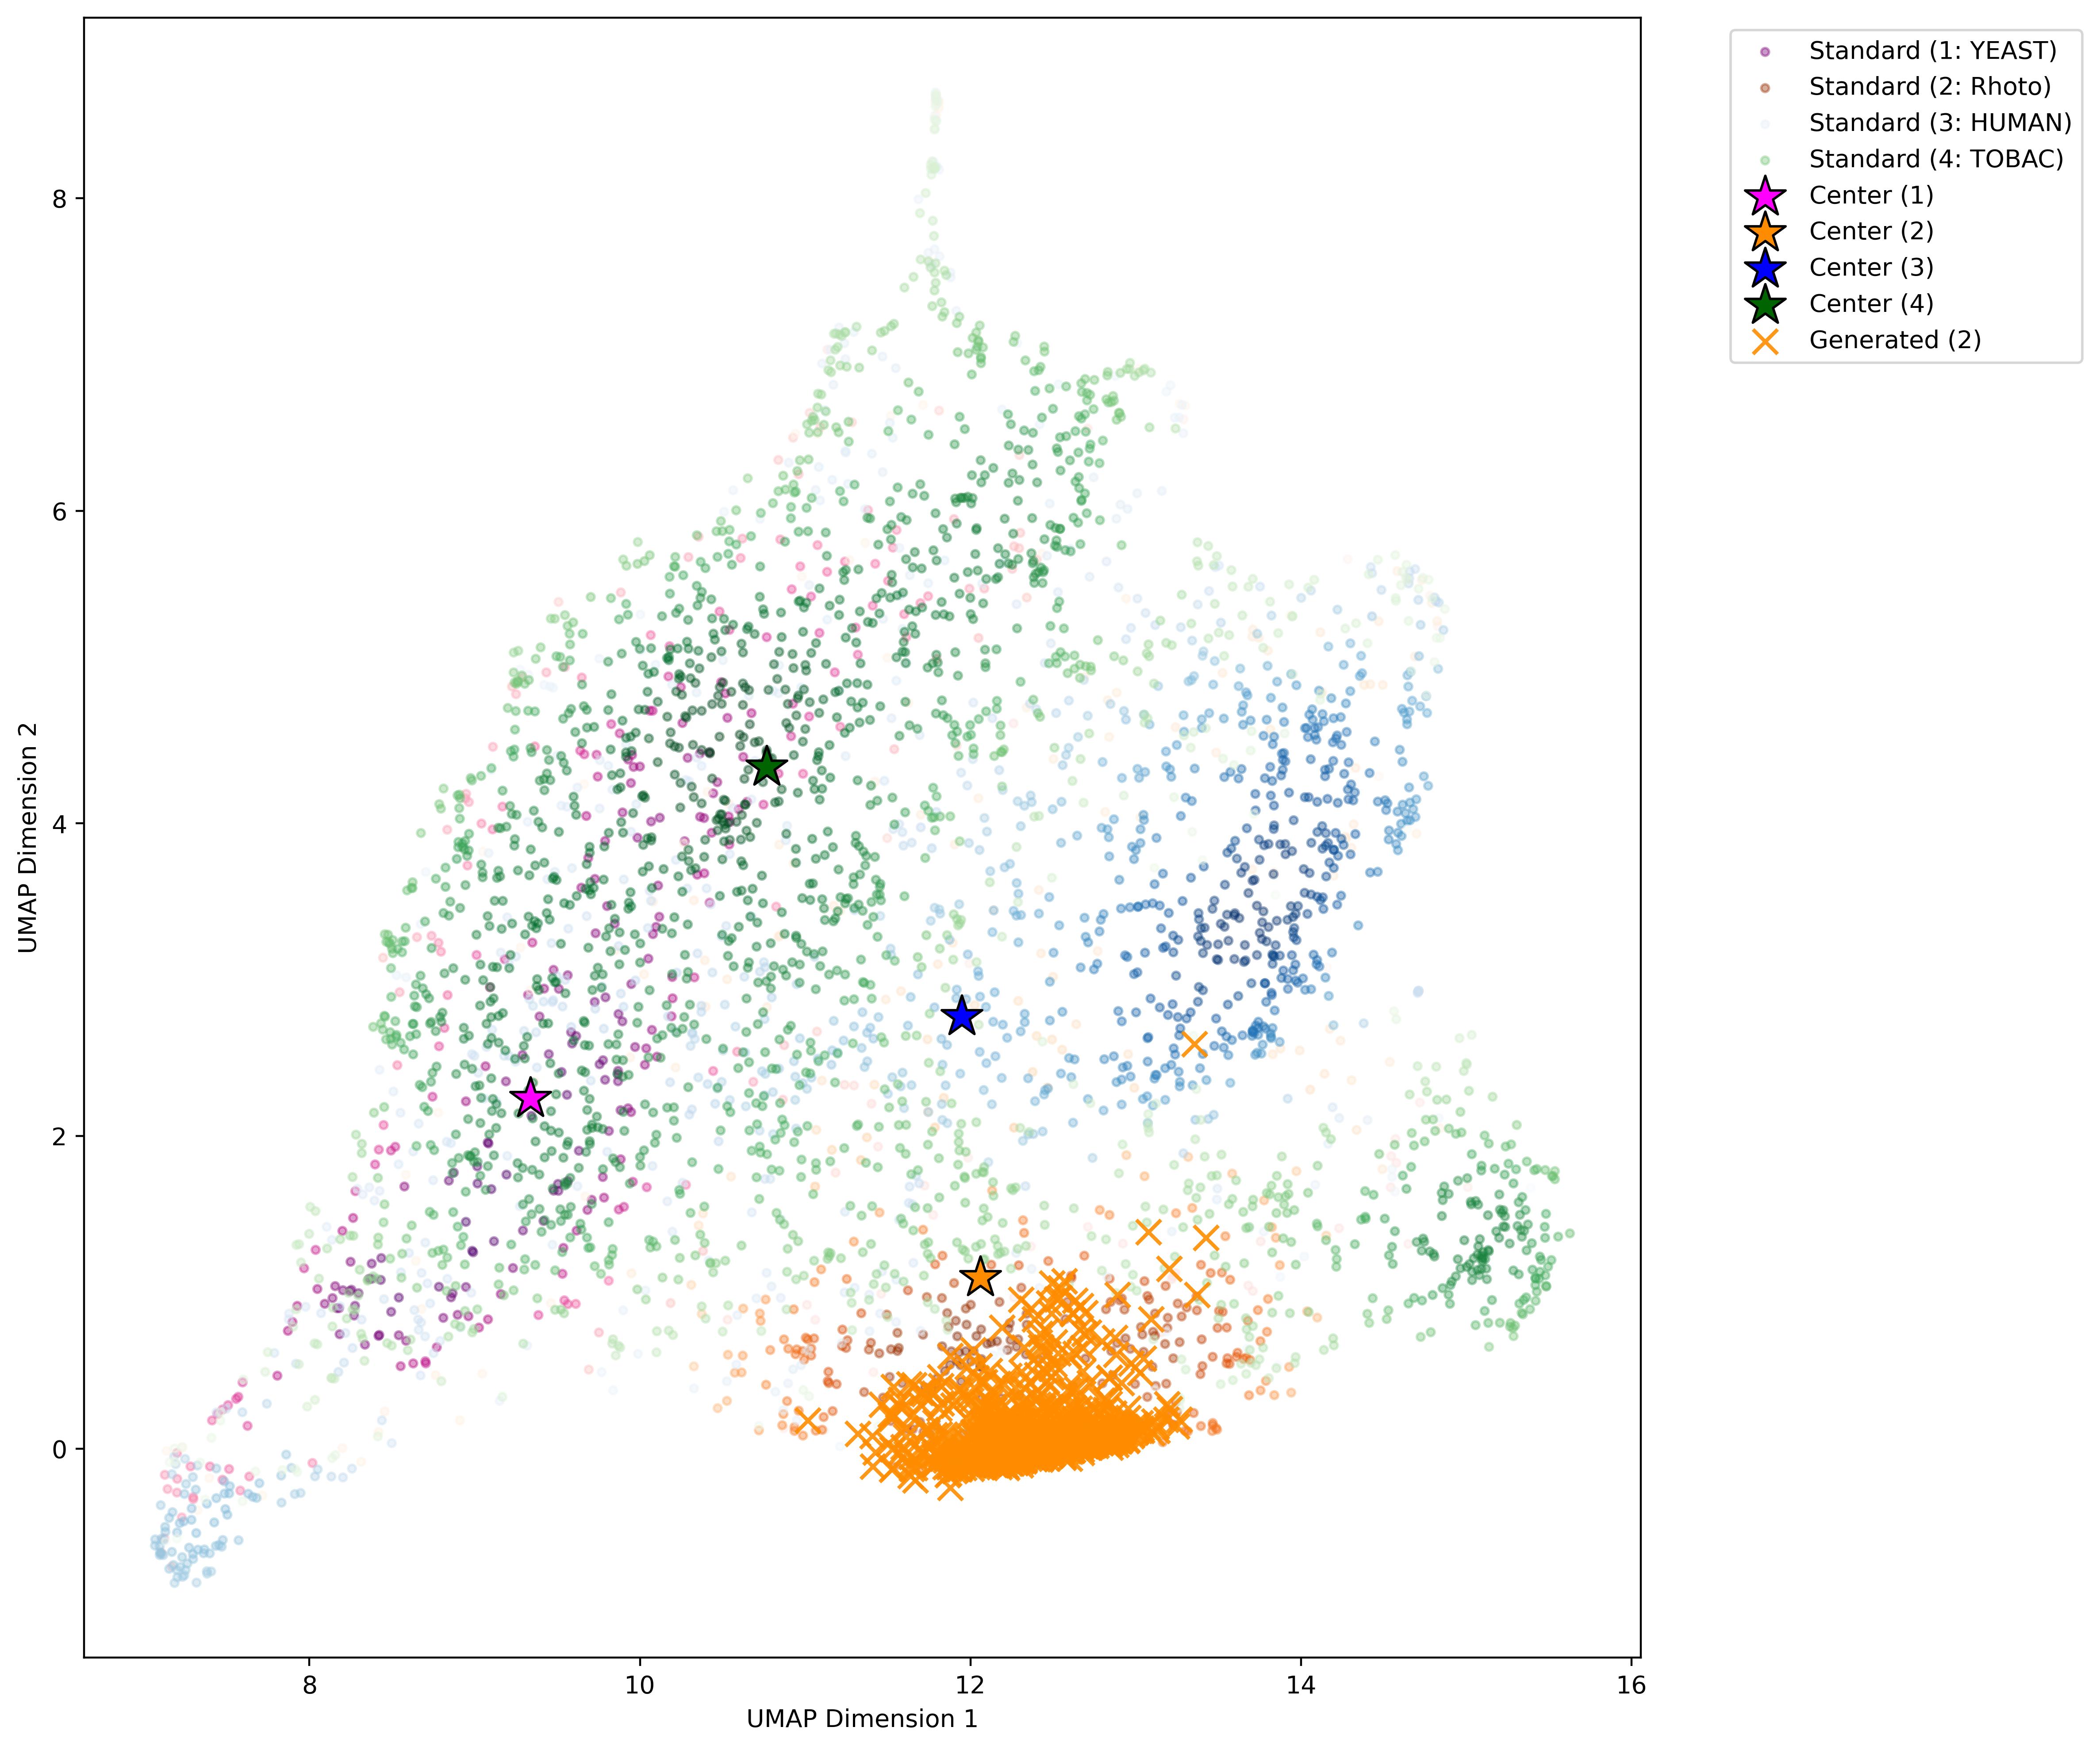 Standard (1: YEAST)
Standard (2: Rhoto)
Standard (3: HUMAN)
Standard (4: TOBAC)
Center (1)
Center (2)
Center (3)
Center (4)
Generated (2)
8
6
4
2
0
UMAP Dimension 2
8 10 12 14 16
UMAP Dimension 1